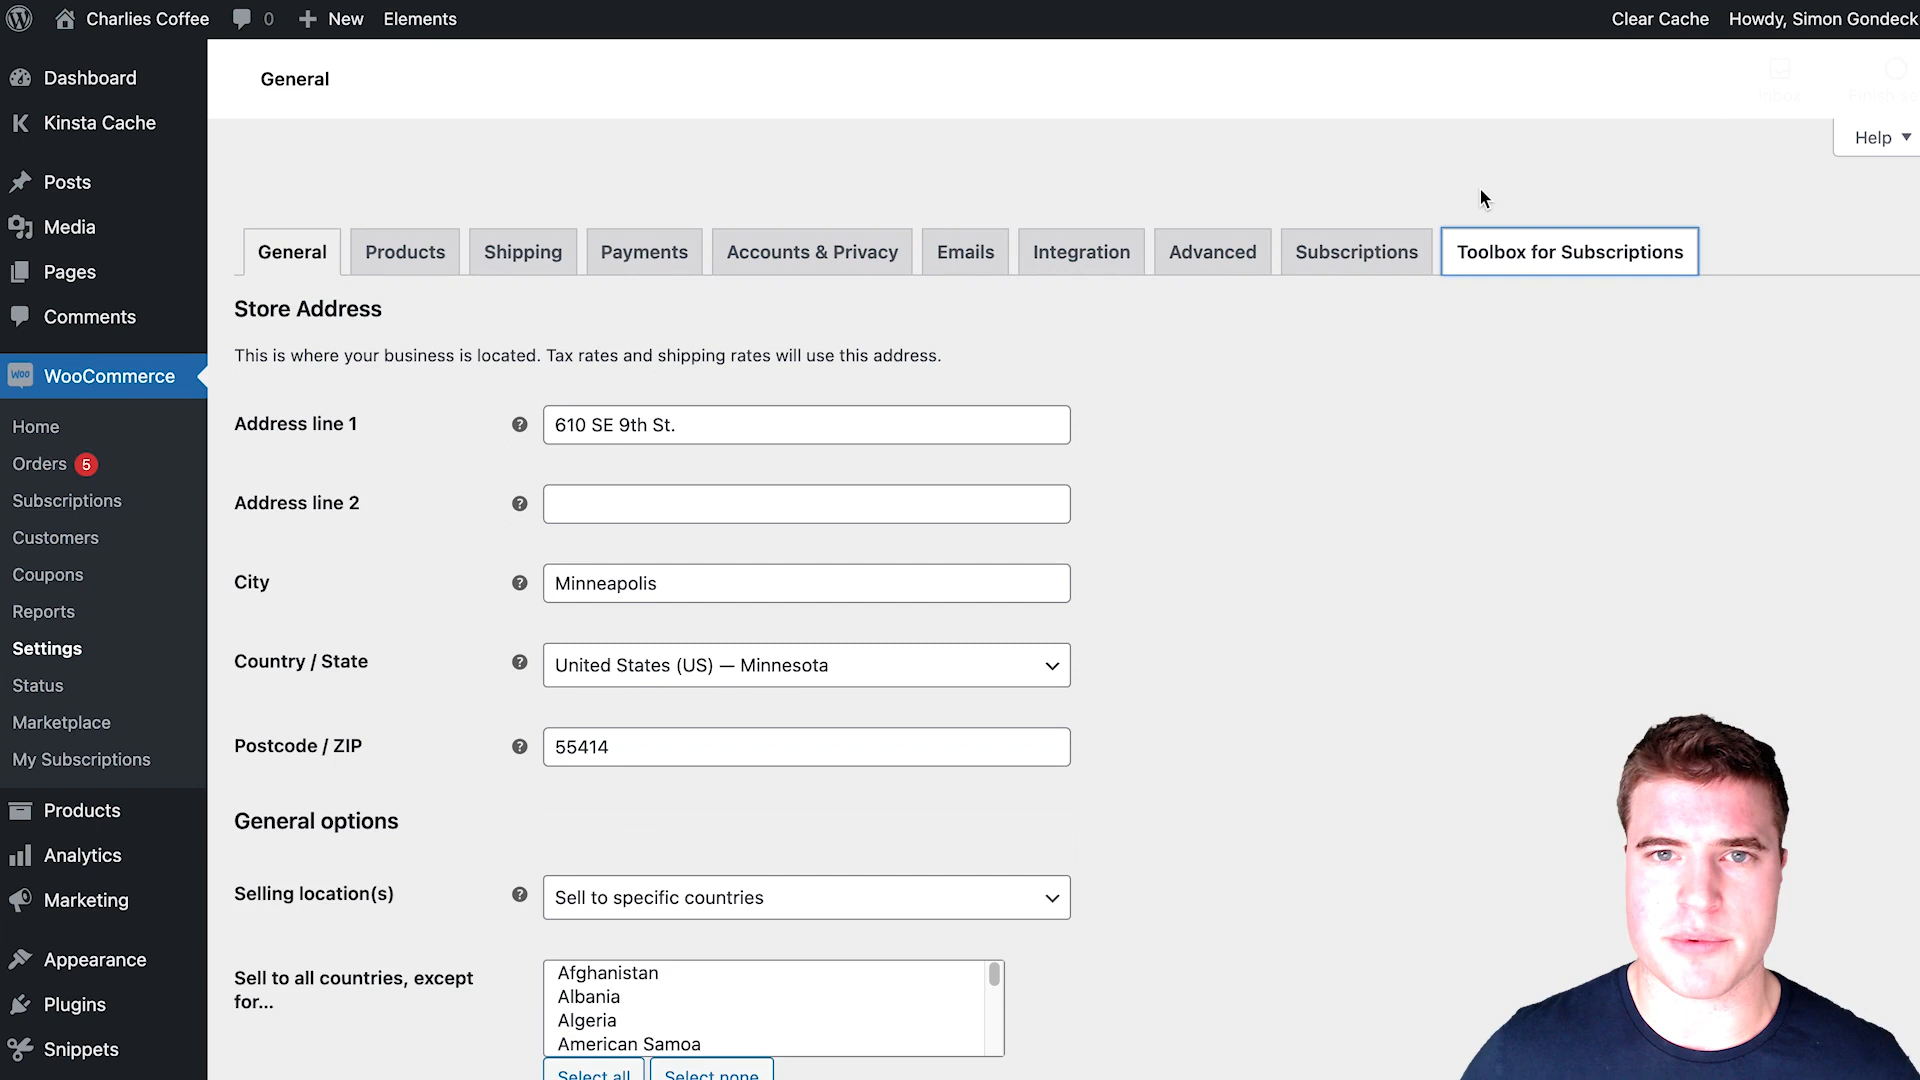 Charlies Coffee
0
New
Elements
Clear Cache
Howdy, Simon Gondeck
Dashboard
Kinsta Cache
Posts
Media
Pages
Comments
WooCommerce
Home
Orders 5
Subscriptions
Customers
Coupons
Reports
Settings
Status
Marketplace
My Subscriptions
Products
Analytics
Marketing
Appearance
Plugins
Snippets
General
Help
General
Products
Shipping
Payments
Accounts & Privacy
Emails
Integration
Advanced
Subscriptions
Toolbox for Subscriptions
Store Address
This is where your business is located. Tax rates and shipping rates will use this address.
Address line 1
610 SE 9th St.
Address line 2
City
Minneapolis
Country / State
United States (US) — Minnesota
Postcode / ZIP
55414
General options
Selling location(s)
Sell to specific countries
Sell to all countries, except
for...
Afghanistan
Albania
Algeria
American Samoa
Select all
Select none